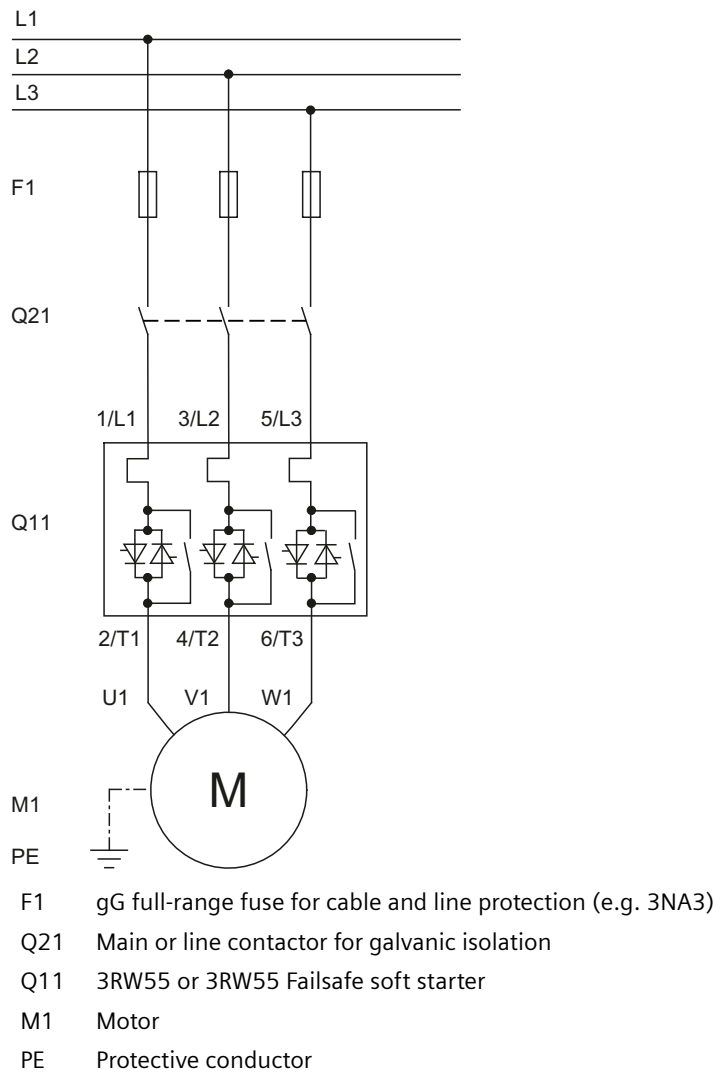 L1
L2
L3
F1
Q21
1/L1 3/L2 5/L3
Q11
2/T1 4/T2 6/T3
U1 V1 W1
M
M1
PE
F1 gG full-range fuse for cable and line protection (e.g. 3NA3)
Q21 Main or line contactor for galvanic isolation
Q11 3RW55 or 3RW55 Failsafe soft starter
M1 Motor
PE Protective conductor